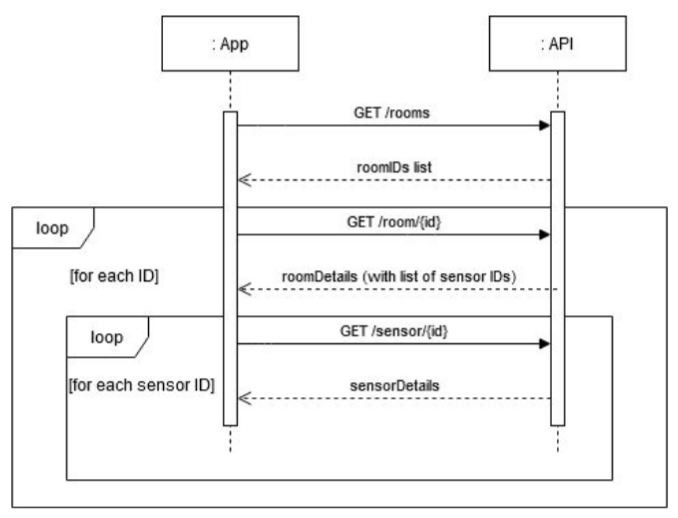 : App
: API
GET /rooms
roomIDs list
loop
GET /room/{id}
[for each ID]
roomDetails (with list of sensor IDs)
loop
GET /sensor/{id}
[for each sensor ID]
sensorDetails